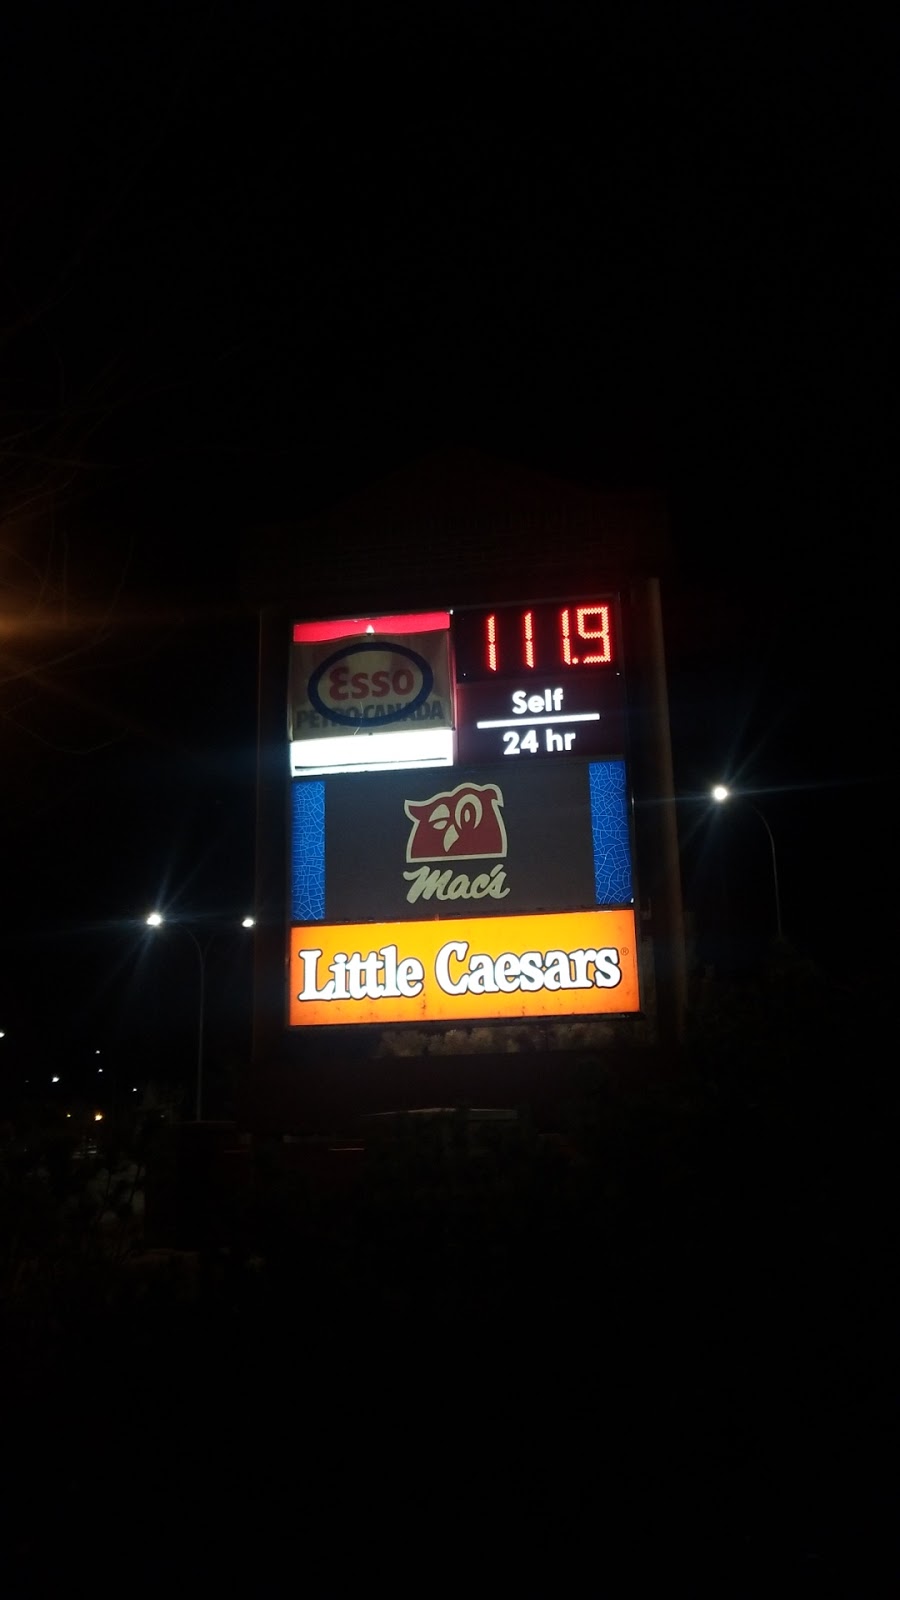 Esso
PETRO-CANADA
111.9
Self
24 hr
Mac's
Little Caesars®